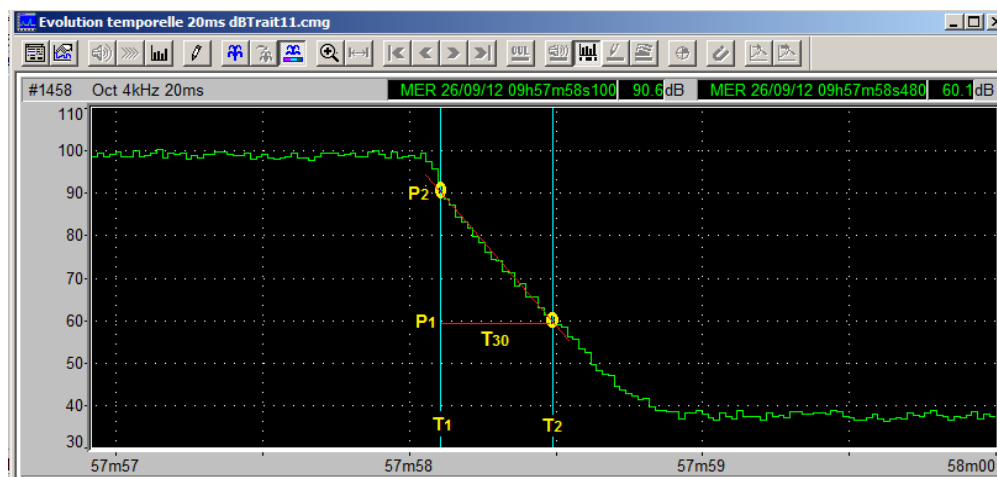 Evolution temporelle 20ms dBTrait11.cmg
OVL
#1458 Oct 4kHz 20ms MER 26/09/12 09h57m58s100 90.6dB MER 26/09/12 09h57m58s480 60.1dB
110
100
90
80
70
60
50
40
30
P2
P1
T30
T1 T2
57m57 57m58 57m59 58m00